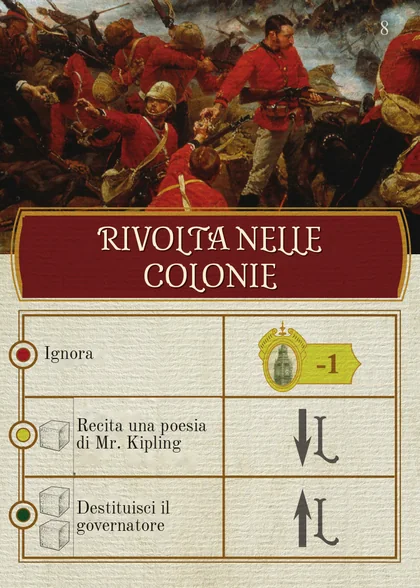 8
RIVOLTA NELLE
COLONIE
Ignora
-1
Recita una poesia
di Mr. Kipling
L
Destituisci il
governatore
L